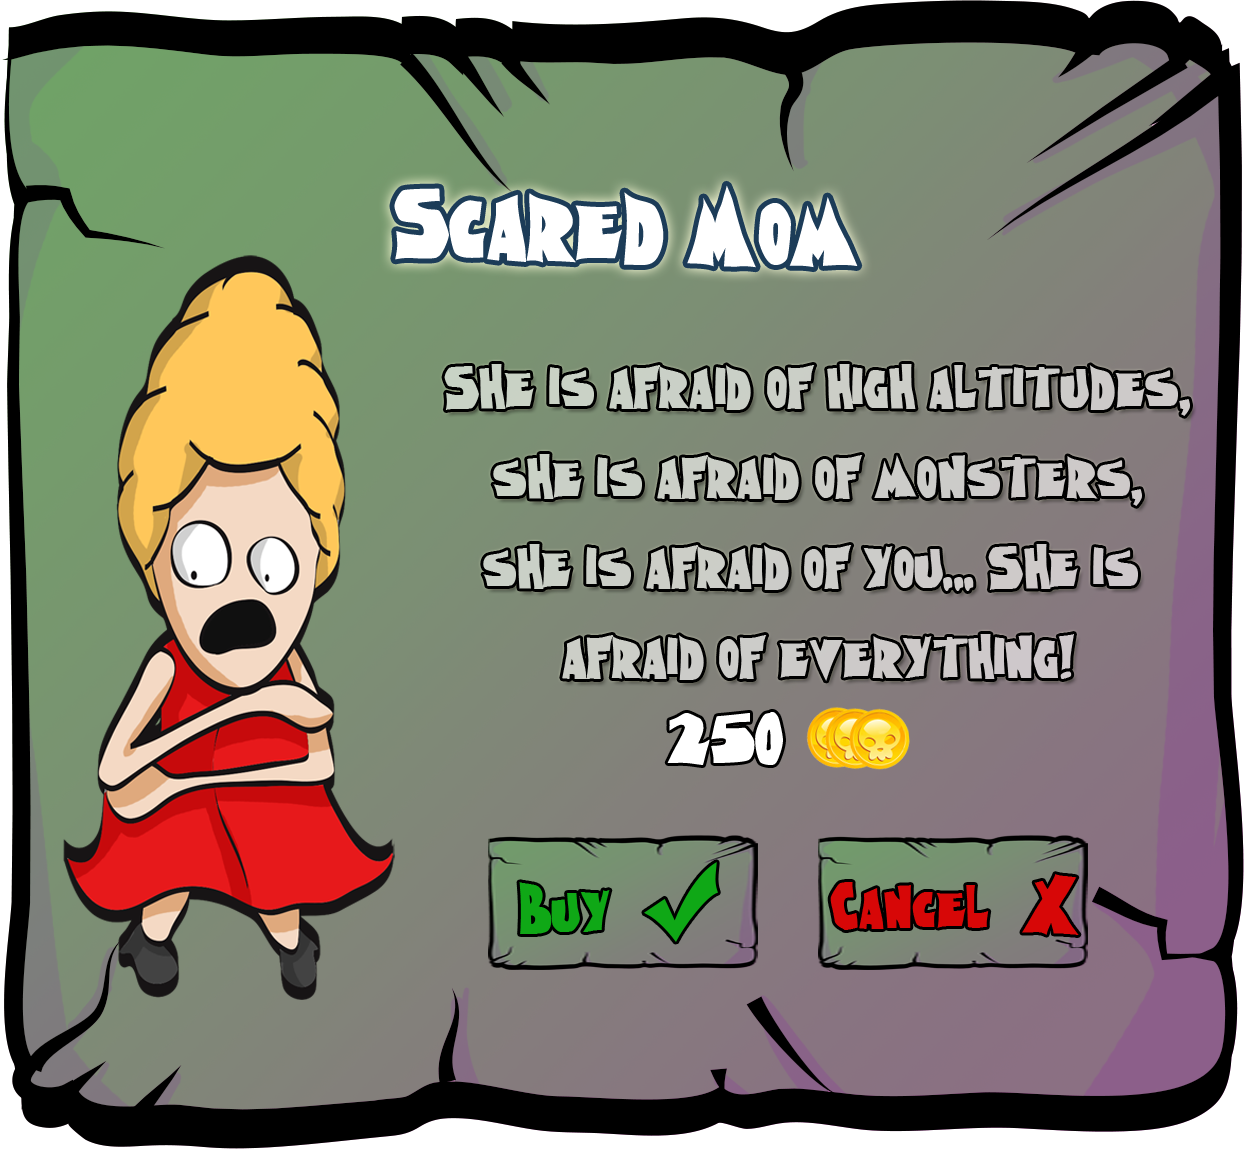 Scared Mom
She is afraid of high altitudes,
she is afraid of monsters,
she is afraid of you... She is
afraid of everything!
250
Buy
Cancel X